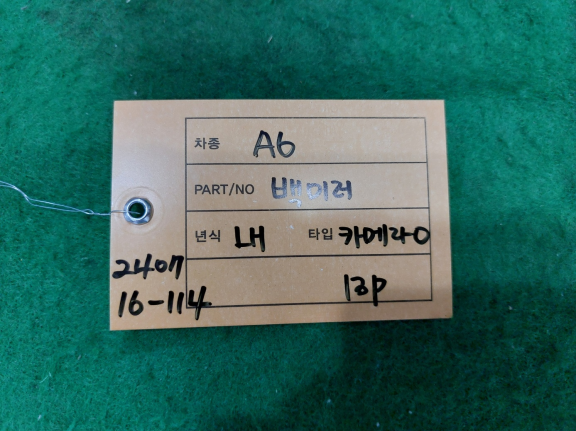 차종 A6
PART/NO 백미러
년식 LH 타입 카메라O
13P
2407
16-114